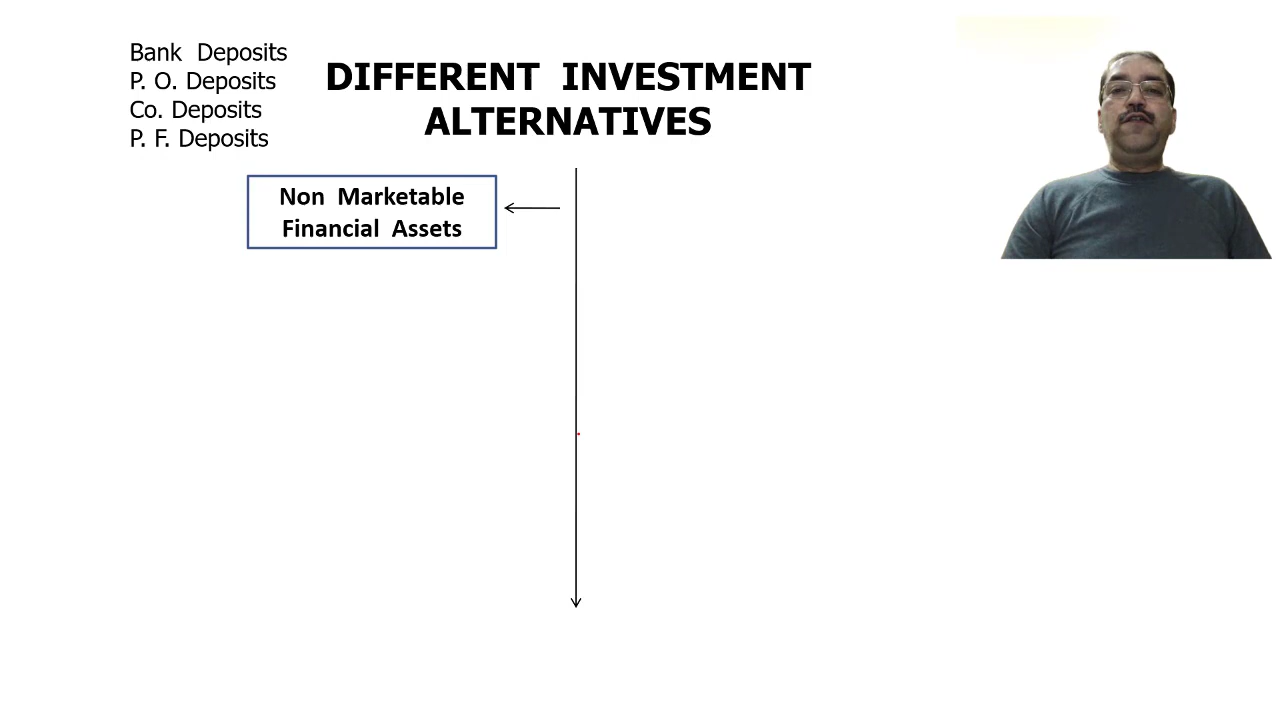 Bank Deposits
P. O. Deposits
Co. Deposits
P. F. Deposits
DIFFERENT INVESTMENT
ALTERNATIVES
Non Marketable
Financial Assets